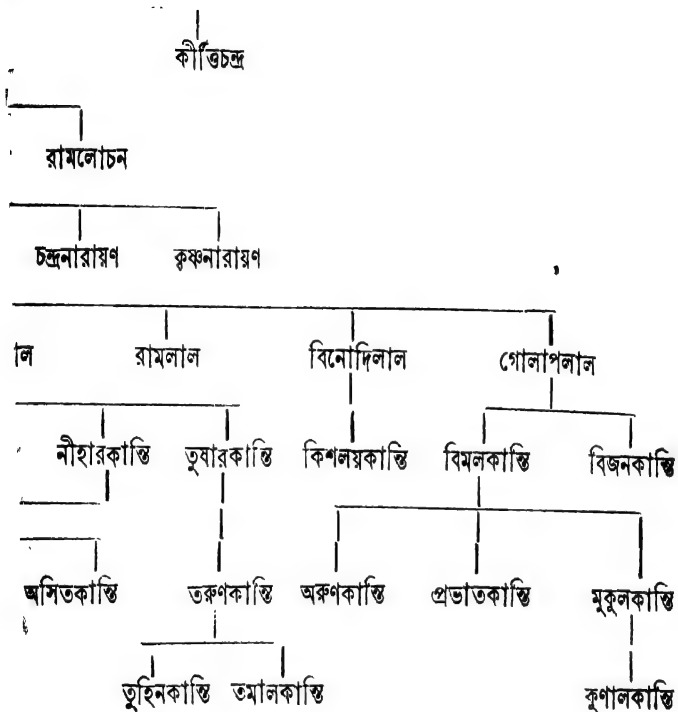 কীর্ত্তিচন্দ্র
রামলোচন
চন্দ্রনারায়ণ কৃষ্ণনারায়ণ
াল রামলাল বিনোদিলাল গোলাপলাল
নীহারকান্তি তুষারকান্তি কিশলয়কান্তি বিমলকান্তি বিজনকান্তি
অসিতকান্তি তরুণকান্তি অরুণকান্তি প্রভাতকান্তি মুকুলকান্তি
তুহিনকান্তি তমালকান্তি কুণালকান্তি